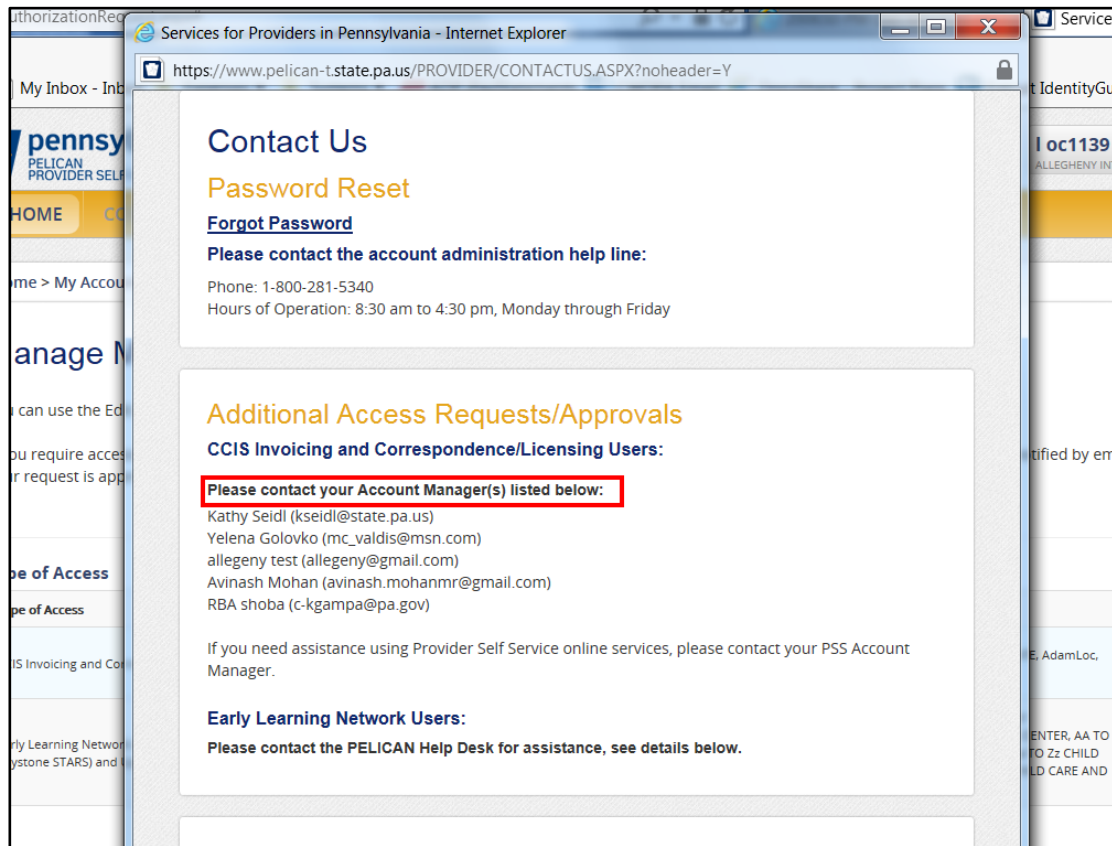 Services for Providers in Pennsylvania - Internet Explorer
Service
https://www.pelican-t.state.pa.us/PROVIDER/CONTACTUS.ASPX?noheader=Y
My Inbox - Inb
t IdentityGu
pennsy
PELICAN
PROVIDER SELF
oc1139
ALLEGHENY IN
HOME
CO
Contact Us
Password Reset
Forgot Password
Please contact the account administration help line:
Phone: 1-800-281-5340
Hours of Operation: 8:30 am to 4:30 pm, Monday through Friday
me > My Accou
anage M
can use the Ed
ou require acces
tified by em
r request is app
Additional Access Requests/Approvals
CCIS Invoicing and Correspondence/Licensing Users:
Please contact your Account Manager(s) listed below:
Kathy Seidl (kseidl@state.pa.us)
Yelena Golovko (mc_valdis@msn.com)
allegeny test (allegeny@gmail.com)
Avinash Mohan (avinash.mohanmr@gmail.com)
RBA shoba (c-kgampa@pa.gov)
If you need assistance using Provider Self Service online services, please contact your PSS Account
Manager.
Early Learning Network Users:
Please contact the PELICAN Help Desk for assistance, see details below.
pe of Access
pe of Access
IS Invoicing and Cor
E, AdamLoc,
rly Learning Networ
ystone STARS) and U
ENTER, AA TO
TO Zz CHILD
LD CARE AND